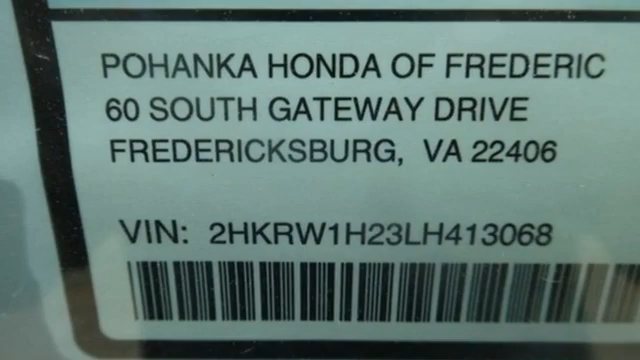 POHANKA HONDA OF FREDERIC
60 SOUTH GATEWAY DRIVE
FREDERICKSBURG, VA 22406
VIN: 2HKRW1H23LH413068